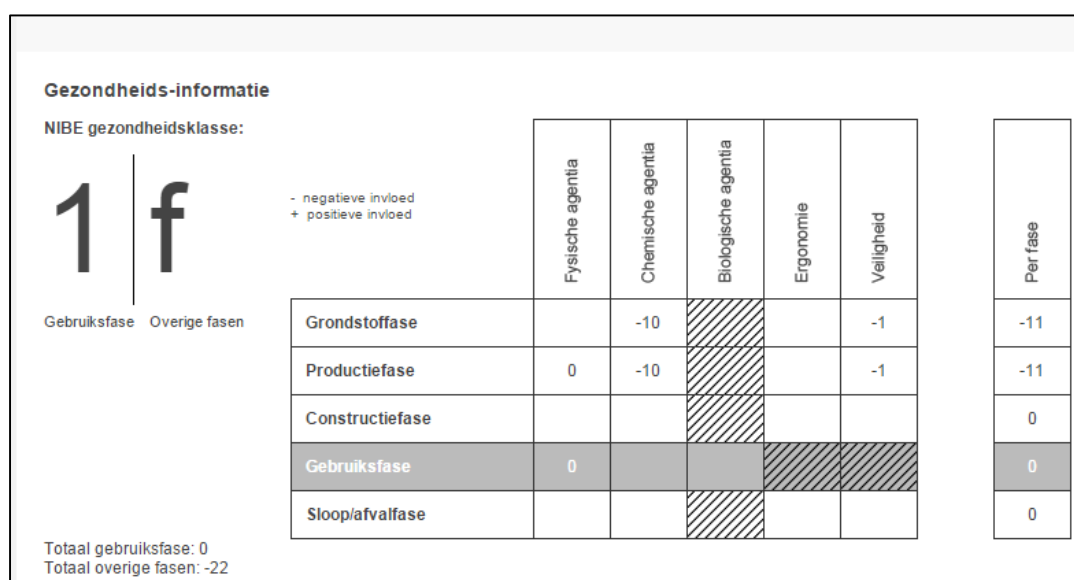 Gezondheids-informatie
NIBE gezondheidsklasse:
1 f
Gebruiksfase Overige fasen
- negatieve invloed
+ positieve invloed
Fysische agentia
Chemische agentia
Biologische agentia
Ergonomie
Veiligheid
Per fase
Grondstoffase -10 -1 -11
Productiefase 0 -10 -1 -11
Constructiefase 0
Gebruiksfase 0 0
Sloop/afvalfase 0
Totaal gebruiksfase: 0
Totaal overige fasen: -22